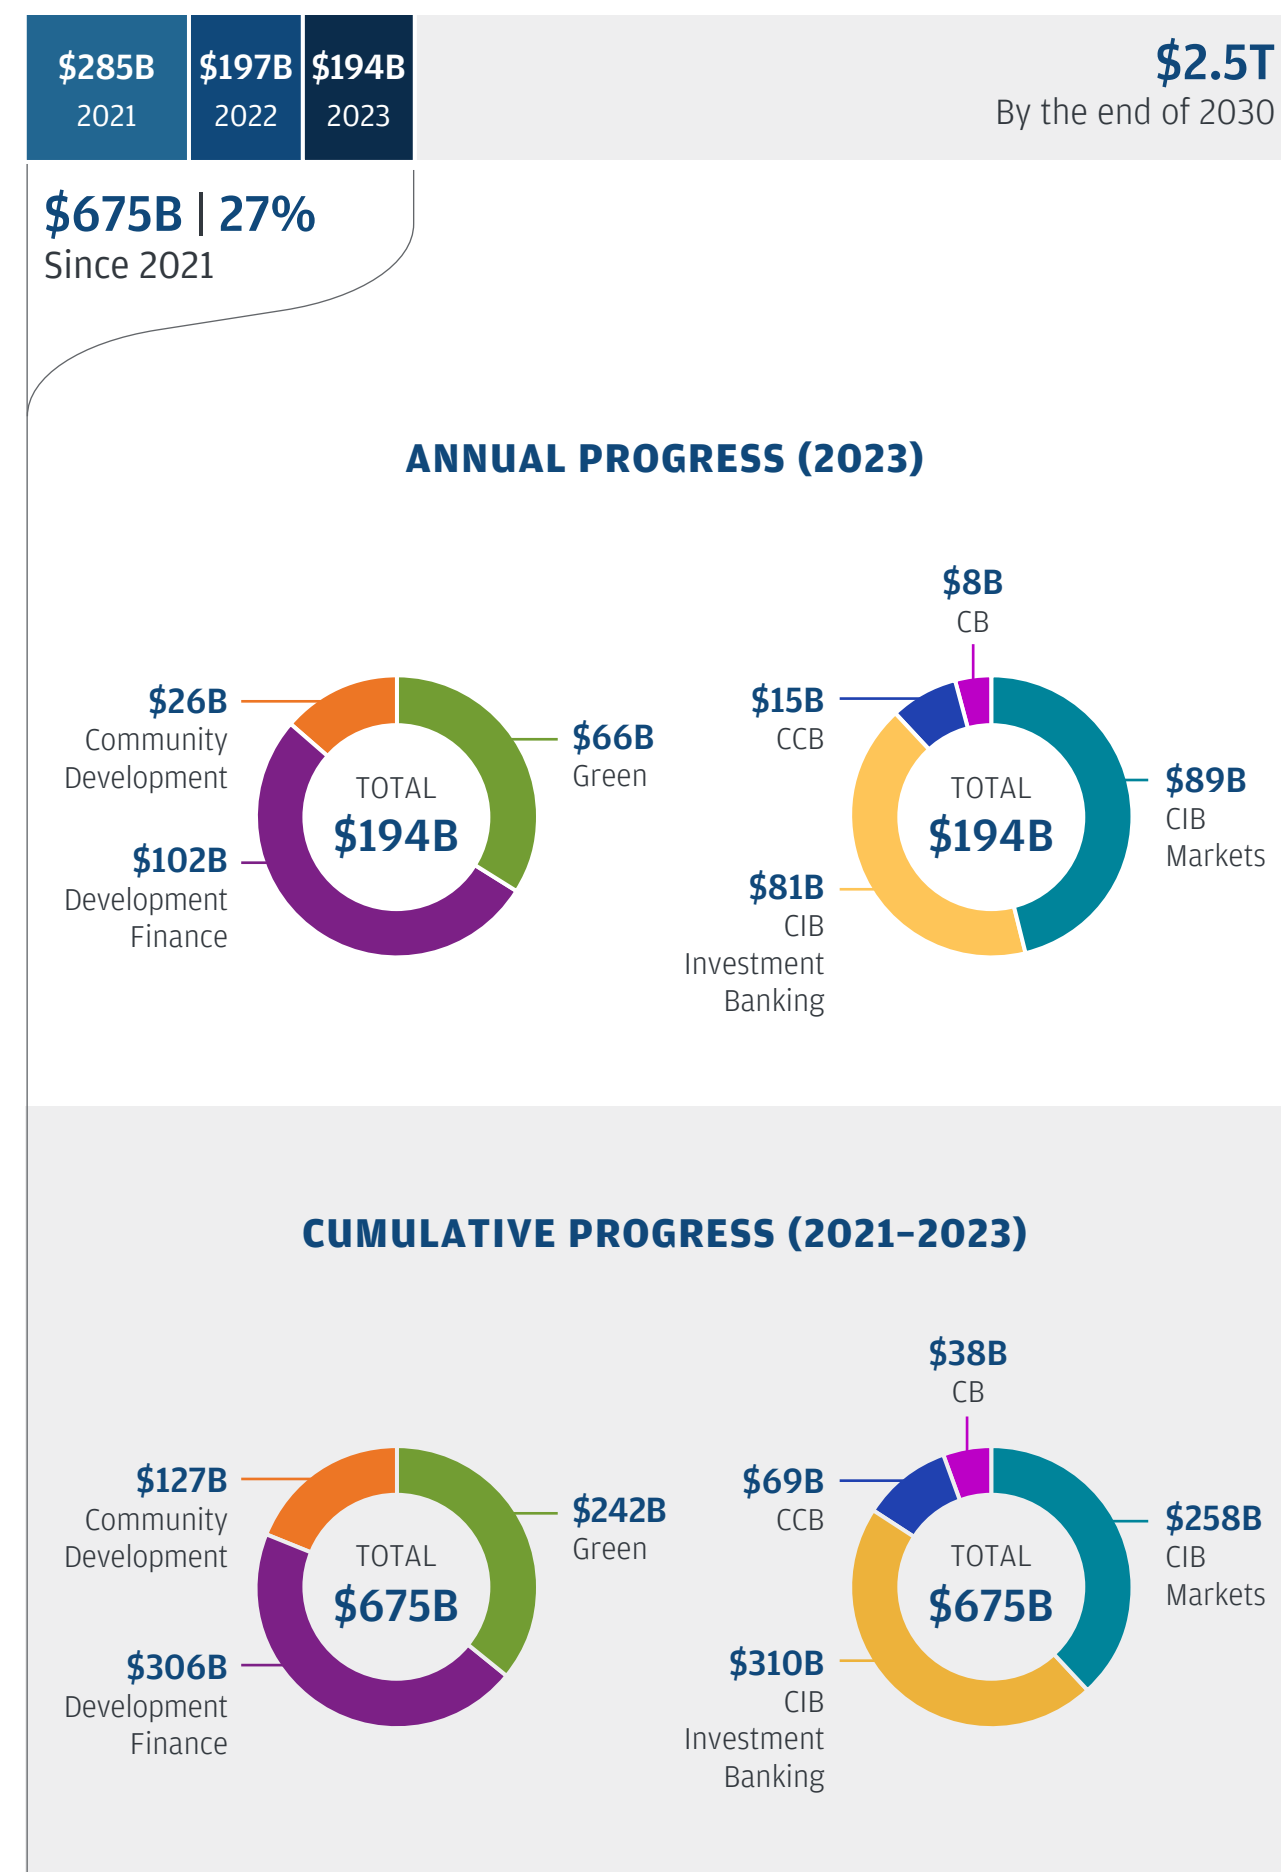 $285B
2021
$197B
2022
$194B
2023
$2.5T
By the end of 2030
$675B | 27%
Since 2021
ANNUAL PROGRESS (2023)
$26B
Community
Development
$102B
Development
Finance
$66B
Green
TOTAL
$194B
$8B
CB
$15B
CCB
$81B
CIB
Investment
Banking
$89B
CIB
Markets
TOTAL
$194B
CUMULATIVE PROGRESS (2021–2023)
$127B
Community
Development
$306B
Development
Finance
$242B
Green
TOTAL
$675B
$38B
CB
$69B
CCB
$310B
CIB
Investment
Banking
$258B
CIB
Markets
TOTAL
$675B